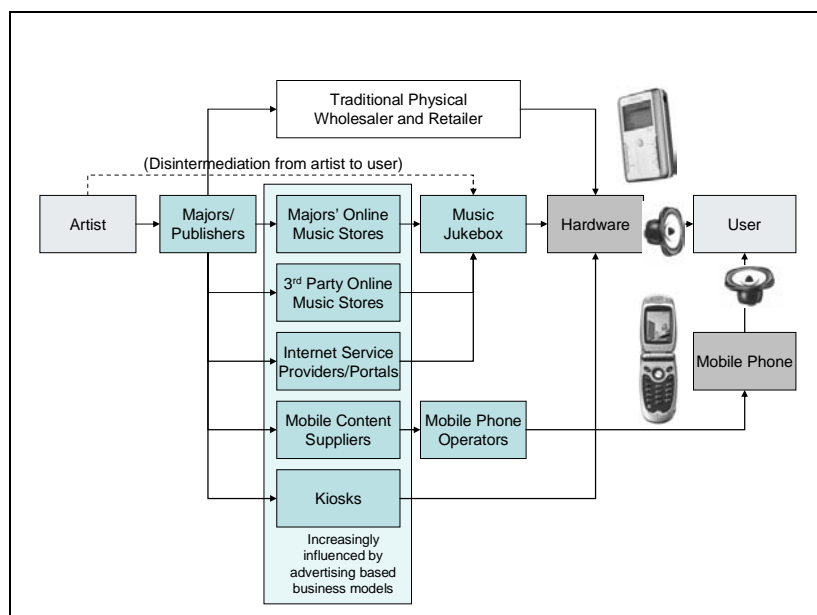 Traditional Physical
Wholesaler and Retailer
(Disintermediation from artist to user)
Artist
Majors/
Publishers
Majors' Online
Music Stores
Music
Jukebox
Hardware
User
3rd Party Online
Music Stores
Internet Service
Providers/Portals
Mobile Phone
Mobile Content
Suppliers
Mobile Phone
Operators
Kiosks
Increasingly
influenced by
advertising based
business models